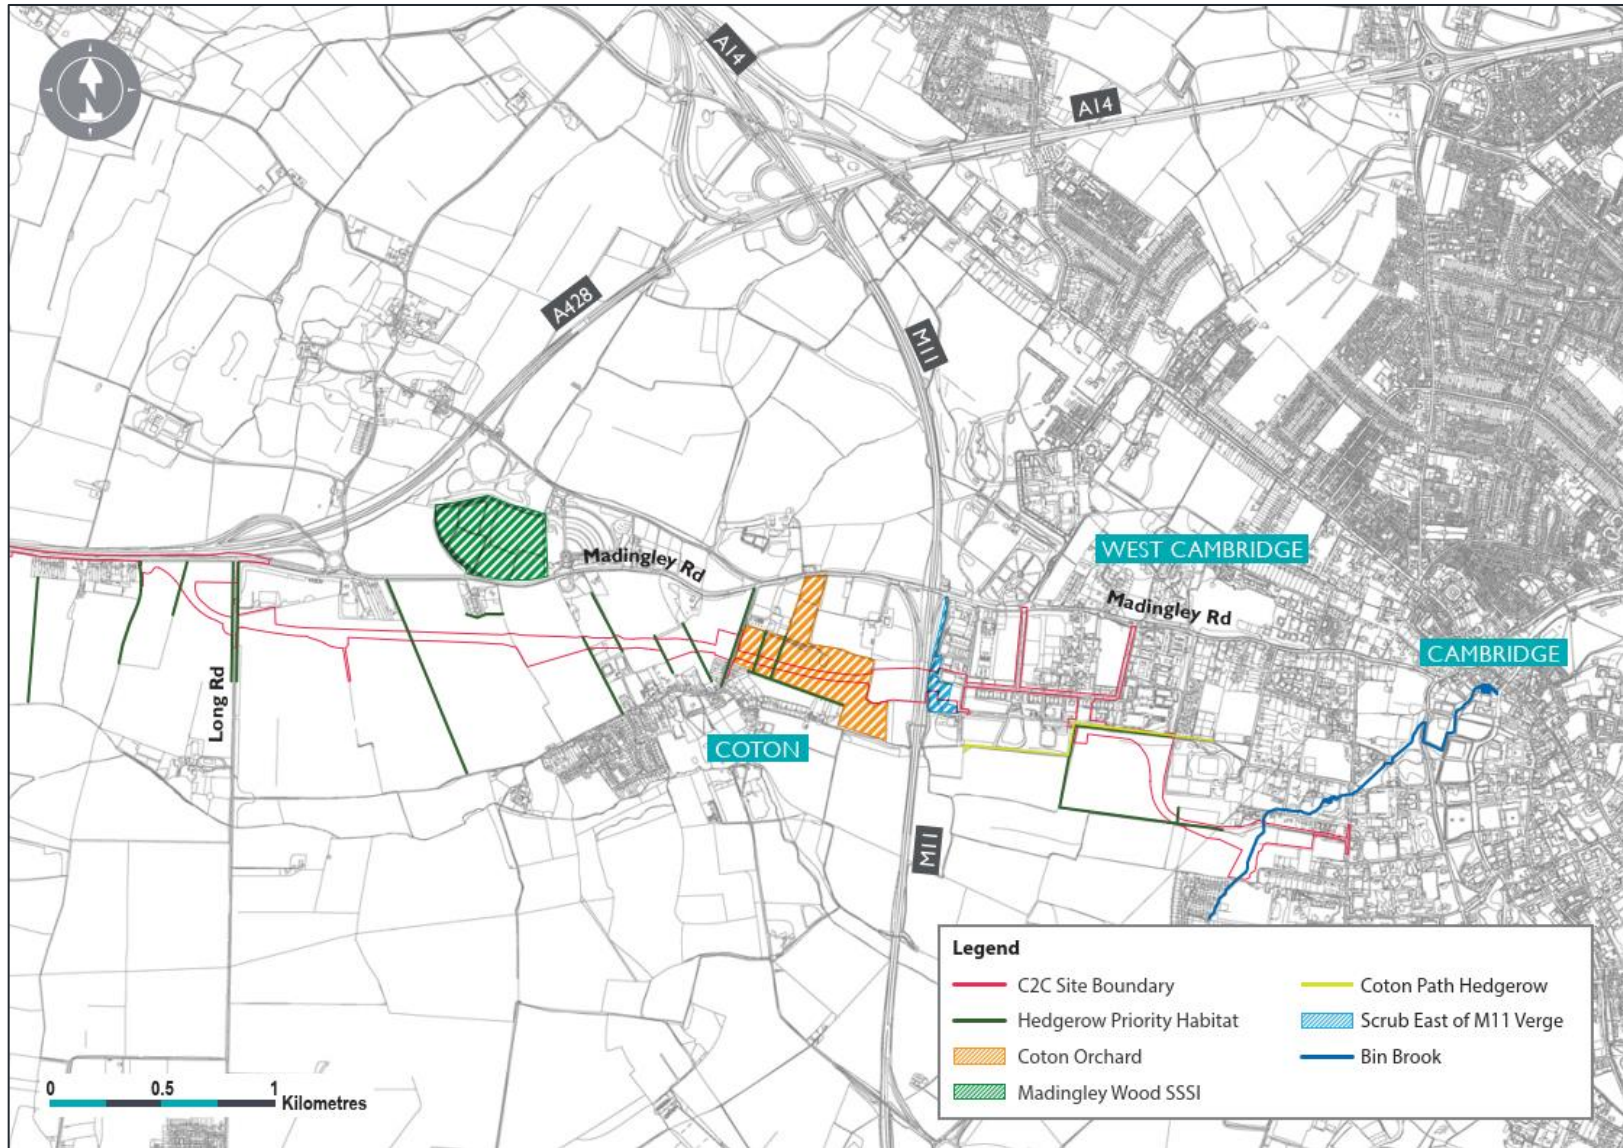 N
A14
A14
A428
M11
Madingley Rd
WEST CAMBRIDGE
Madingley Rd
CAMBRIDGE
Long Rd
COTON
M11
Legend
C2C Site Boundary
Hedgerow Priority Habitat
Coton Orchard
Madingley Wood SSSI
Coton Path Hedgerow
Scrub East of M11 Verge
Bin Brook
0 0.5 1 Kilometres